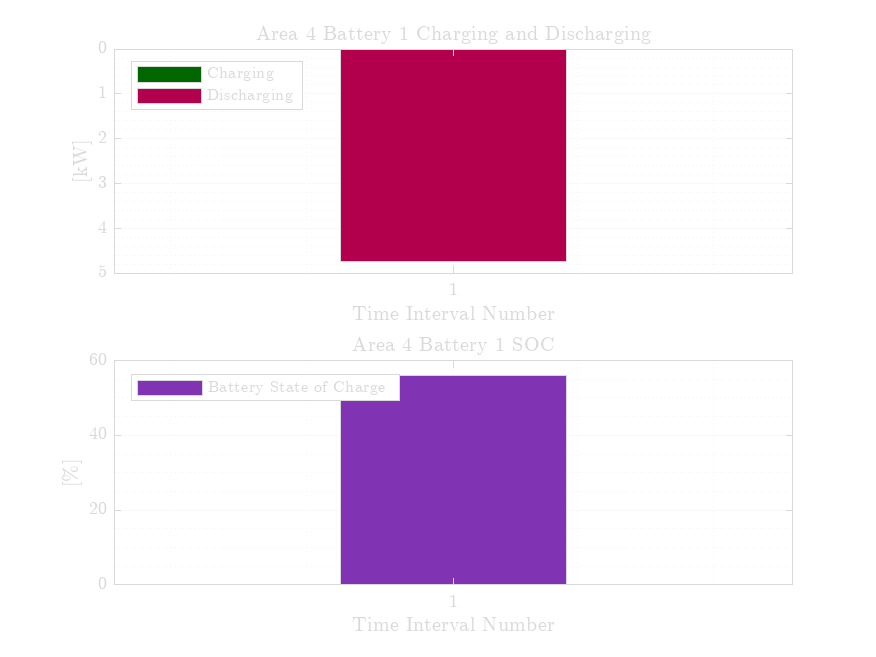 Area 4 Battery 1 Charging and Discharging
0
1
2
3
4
5
[kW]
Charging
Discharging
1
Time Interval Number
Area 4 Battery 1 SOC
60
40
20
0
[%]
Battery State of Charge
1
Time Interval Number